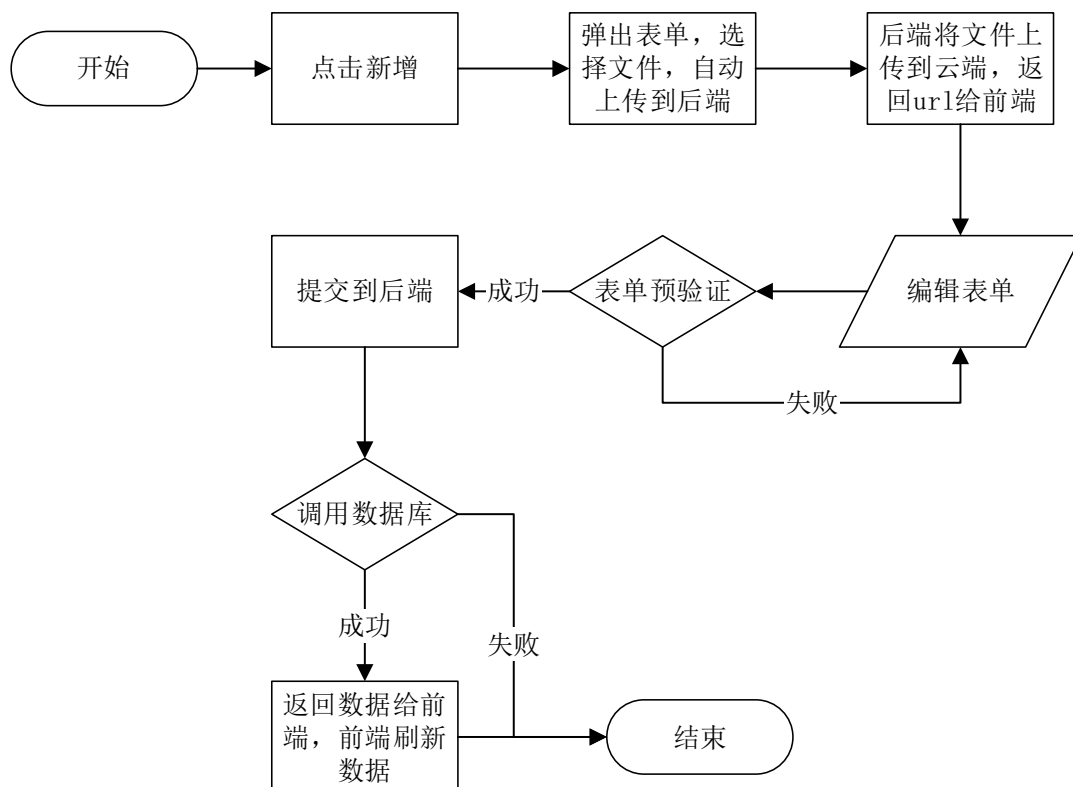 开始
点击新增
弹出表单，选
择文件，自动
上传到后端
后端将文件上
传到云端，返
回url给前端
提交到后端
成功
表单预验证
编辑表单
失败
调用数据库
成功
失败
返回数据给前
端，前端刷新
数据
结束